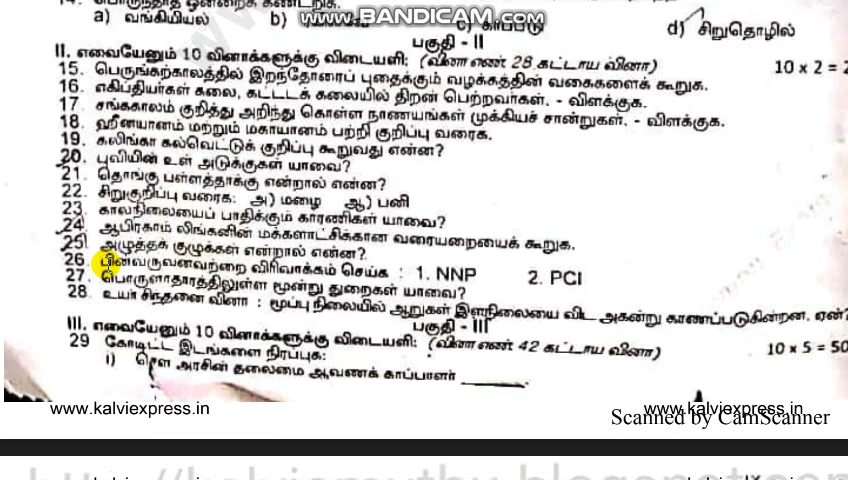 14. பொருந்தாத ஒன்றைக் கண்டறிக.
a) வங்கியியல் b) c) காப்பீடு d) சிறுதொழில்
WWW.BANDICAM.COM
பகுதி - II
II. எவையேனும் 10 வினாக்களுக்கு விடையளி: (வினா எண் 28 கட்டாய வினா) 10 x 2 = 2
15. பெருங்கற்காலத்தில் இறந்தோரைப் புதைக்கும் வழக்கத்தின் வகைகளைக் கூறுக.
16. எகிப்தியர்கள் கலை, கட்டடக் கலையில் திறன் பெற்றவர்கள். - விளக்குக.
17. சங்ககாலம் குறித்து அறிந்து கொள்ள நாணயங்கள் முக்கியச் சான்றுகள். - விளக்குக.
18. ஹீனயானம் மற்றும் மகாயானம் பற்றி குறிப்பு வரைக.
19. கலிங்கா கல்வெட்டுக் குறிப்பு கூறுவது என்ன?
20. புவியின் உள் அடுக்குகள் யாவை?
21. தொங்கு பள்ளத்தாக்கு என்றால் என்ன?
22. சிறுகுறிப்பு வரைக: அ) மழை ஆ) பனி
23. காலநிலையைப் பாதிக்கும் காரணிகள் யாவை?
24. ஆபிரகாம் லிங்கனின் மக்களாட்சிக்கான வரையறையைக் கூறுக.
25. அழுத்தக் குழுக்கள் என்றால் என்ன?
26. பின்வருவனவற்றை விரிவாக்கம் செய்க : 1. NNP 2. PCI
27. பொருளாதாரத்திலுள்ள மூன்று துறைகள் யாவை?
28. உயர் சிந்தனை வினா : மூப்பு நிலையில் ஆறுகள் இளநிலையை விட அகன்று காணப்படுகின்றன. ஏன்?
பகுதி - III
III. எவையேனும் 10 வினாக்களுக்கு விடையளி: (வினா எண் 42 கட்டாய வினா) 10 x 5 = 50
29 கோடிட்ட இடங்களை நிரப்புக:
i) சௌ அரசின் தலைமை ஆவணக் காப்பாளர்
www.kalviexpress.in www.kalviexpress.in
Scanned by CamScanner